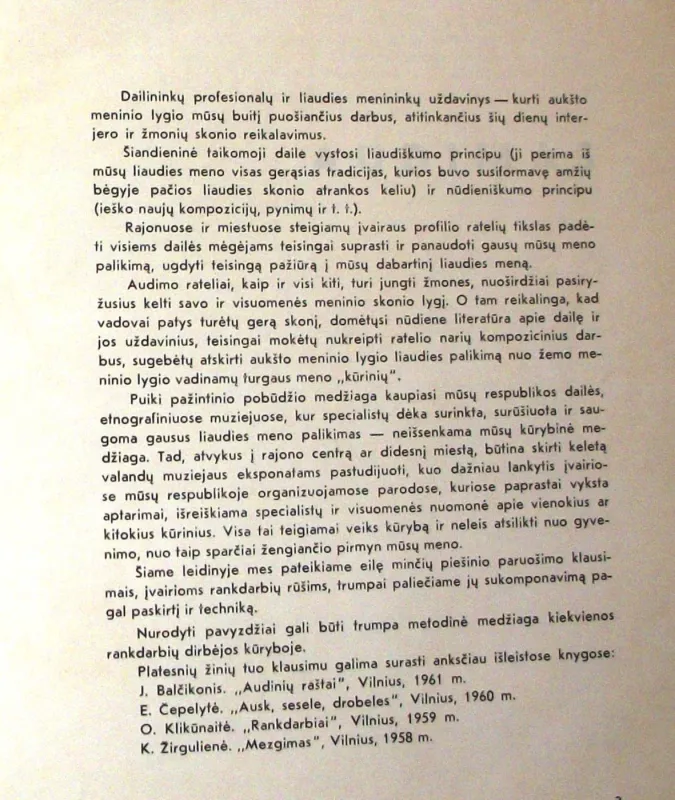 Dailininkų profesionalų ir liaudies menininkų uždavinys — kurti aukšto
meninio lygio mūsų buitį puošiančius darbus, atitinkančius šių dienų inter-
jero ir žmonių skonio reikalavimus.
Šiandieninė taikomoji daile vystosi liaudiškumo principu (ji perima iš
mūsų liaudies meno visas gerąsias tradicijas, kurios buvo susiformavę amžių
bėgyje pačios liaudies skonio atrankos keliu) ir nūdieniškumo principu
(ieško naujų kompozicijų, pynimų ir t. t.).
Rajonuose ir miestuose steigiamų įvairaus profilio ratelių tikslas padė-
ti visiems dailės mėgėjams teisingai suprasti ir panaudoti gausų mūsų meno
palikimą, ugdyti teisingą pažiūrą į mūsų dabartinį liaudies meną.
Audimo rateliai, kaip ir visi kiti, turi jungti žmones, nuoširdžiai pasiry-
žusius kelti savo ir visuomenės meninio skonio lygį. O tam reikalinga, kad
vadovai patys turėtų gerą skonį, domėtųsi nūdiene literatūra apie dailę ir
jos uždavinius, teisingai mokėtų nukreipti ratelio narių kompozicinius dar-
bus, sugebėtų atskirti aukšto meninio lygio liaudies palikimą nuo žemo me-
ninio lygio vadinamų turgaus meno „kūrinių".
Puiki pažintinio pobūdžio medžiaga kaupiasi mūsų respublikos dailės,
etnografiniuose muziejuose, kur specialistų dėka surinkta, surūšiuota ir sau-
goma gausus liaudies meno palikimas — neišsenkama mūsų kūrybinė me-
džiaga. Tad, atvykus į rajono centrą ar didesnį miestą, būtina skirti keletą
valandų muziejaus eksponatams pastudijuoti, kuo dažniau lankytis įvairio-
se mūsų respublikoje organizuojamose parodose, kuriose paprastai vyksta
aptarimai, išreiškiama specialistų ir visuomenės nuomonė apie vienokius ar
kitokius kūrinius. Visa tai teigiamai veiks kūrybą ir neleis atsilikti nuo gyve-
nimo, nuo taip sparčiai žengiančio pirmyn mūsų meno.
Šiame leidinyje mes pateikiame eilę minčių piešinio paruošimo klausi-
mais, įvairioms rankdarbių rūšims, trumpai paliečiame jų sukomponavimą pa-
gal paskirtį ir techniką.
Nurodyti pavyzdžiai gali būti trumpa metodinė medžiaga kiekvienos
rankdarbių dirbėjos kūryboje.
Platesnių žinių tuo klausimu galima surasti anksčiau išleistose knygose:
J. Balčikonis. „Audinių raštai", Vilnius, 1961 m.
E. Čepelytė. „Ausk, sesele, drobeles", Vilnius, 1960 m.
O. Klikūnaitė. „Rankdarbiai", Vilnius, 1959 m.
K. Žirgulienė. „Mezgimas", Vilnius, 1958 m.